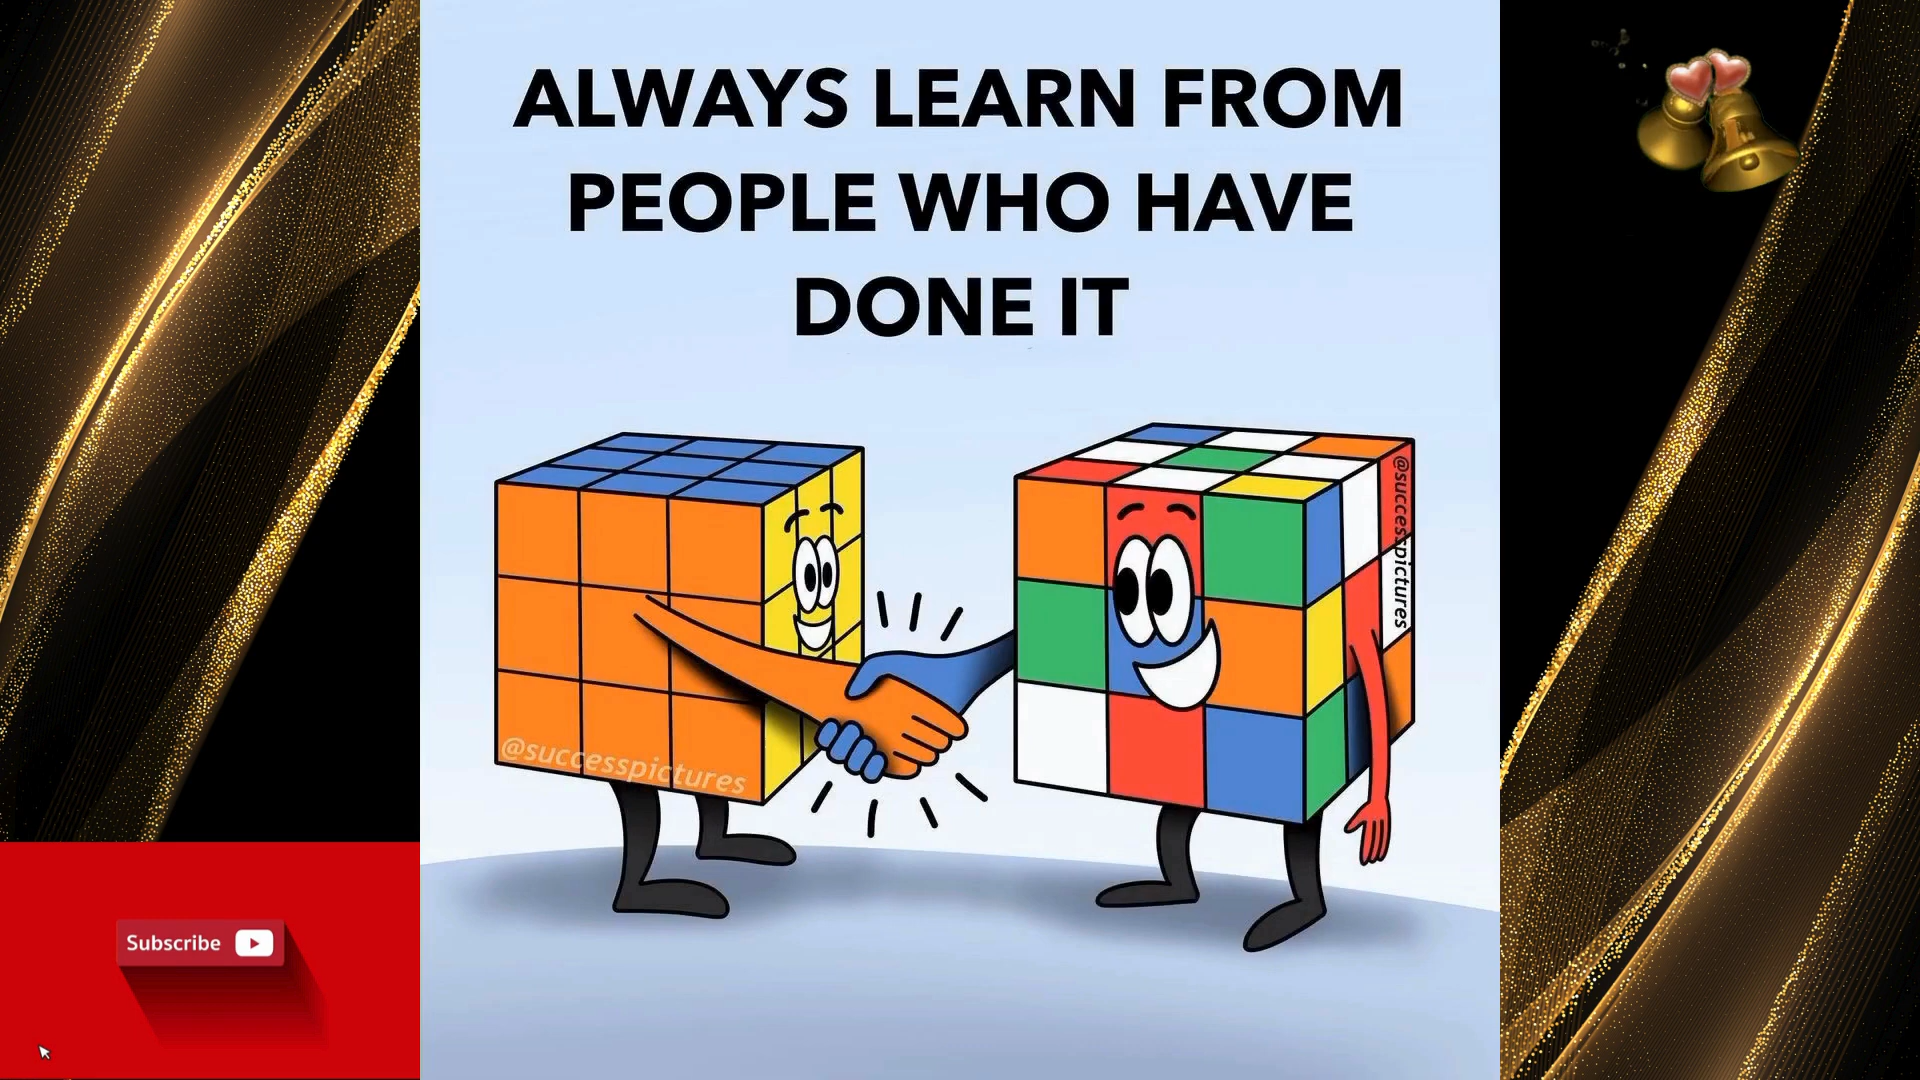 ALWAYS LEARN FROM
PEOPLE WHO HAVE
DONE IT
@successpictures
@successpictures
Subscribe